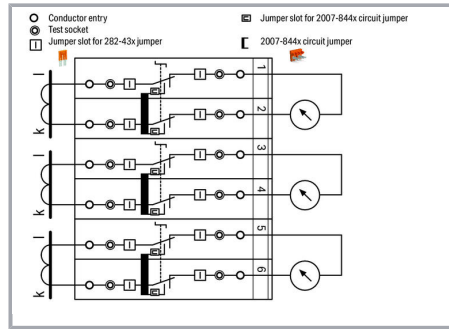 Conductor entry
Test socket
Jumper slot for 282-43x jumper
Jumper slot for 2007-844x circuit jumper
2007-844x circuit jumper
l
k
l
k
l
k
1
2
3
4
5
6